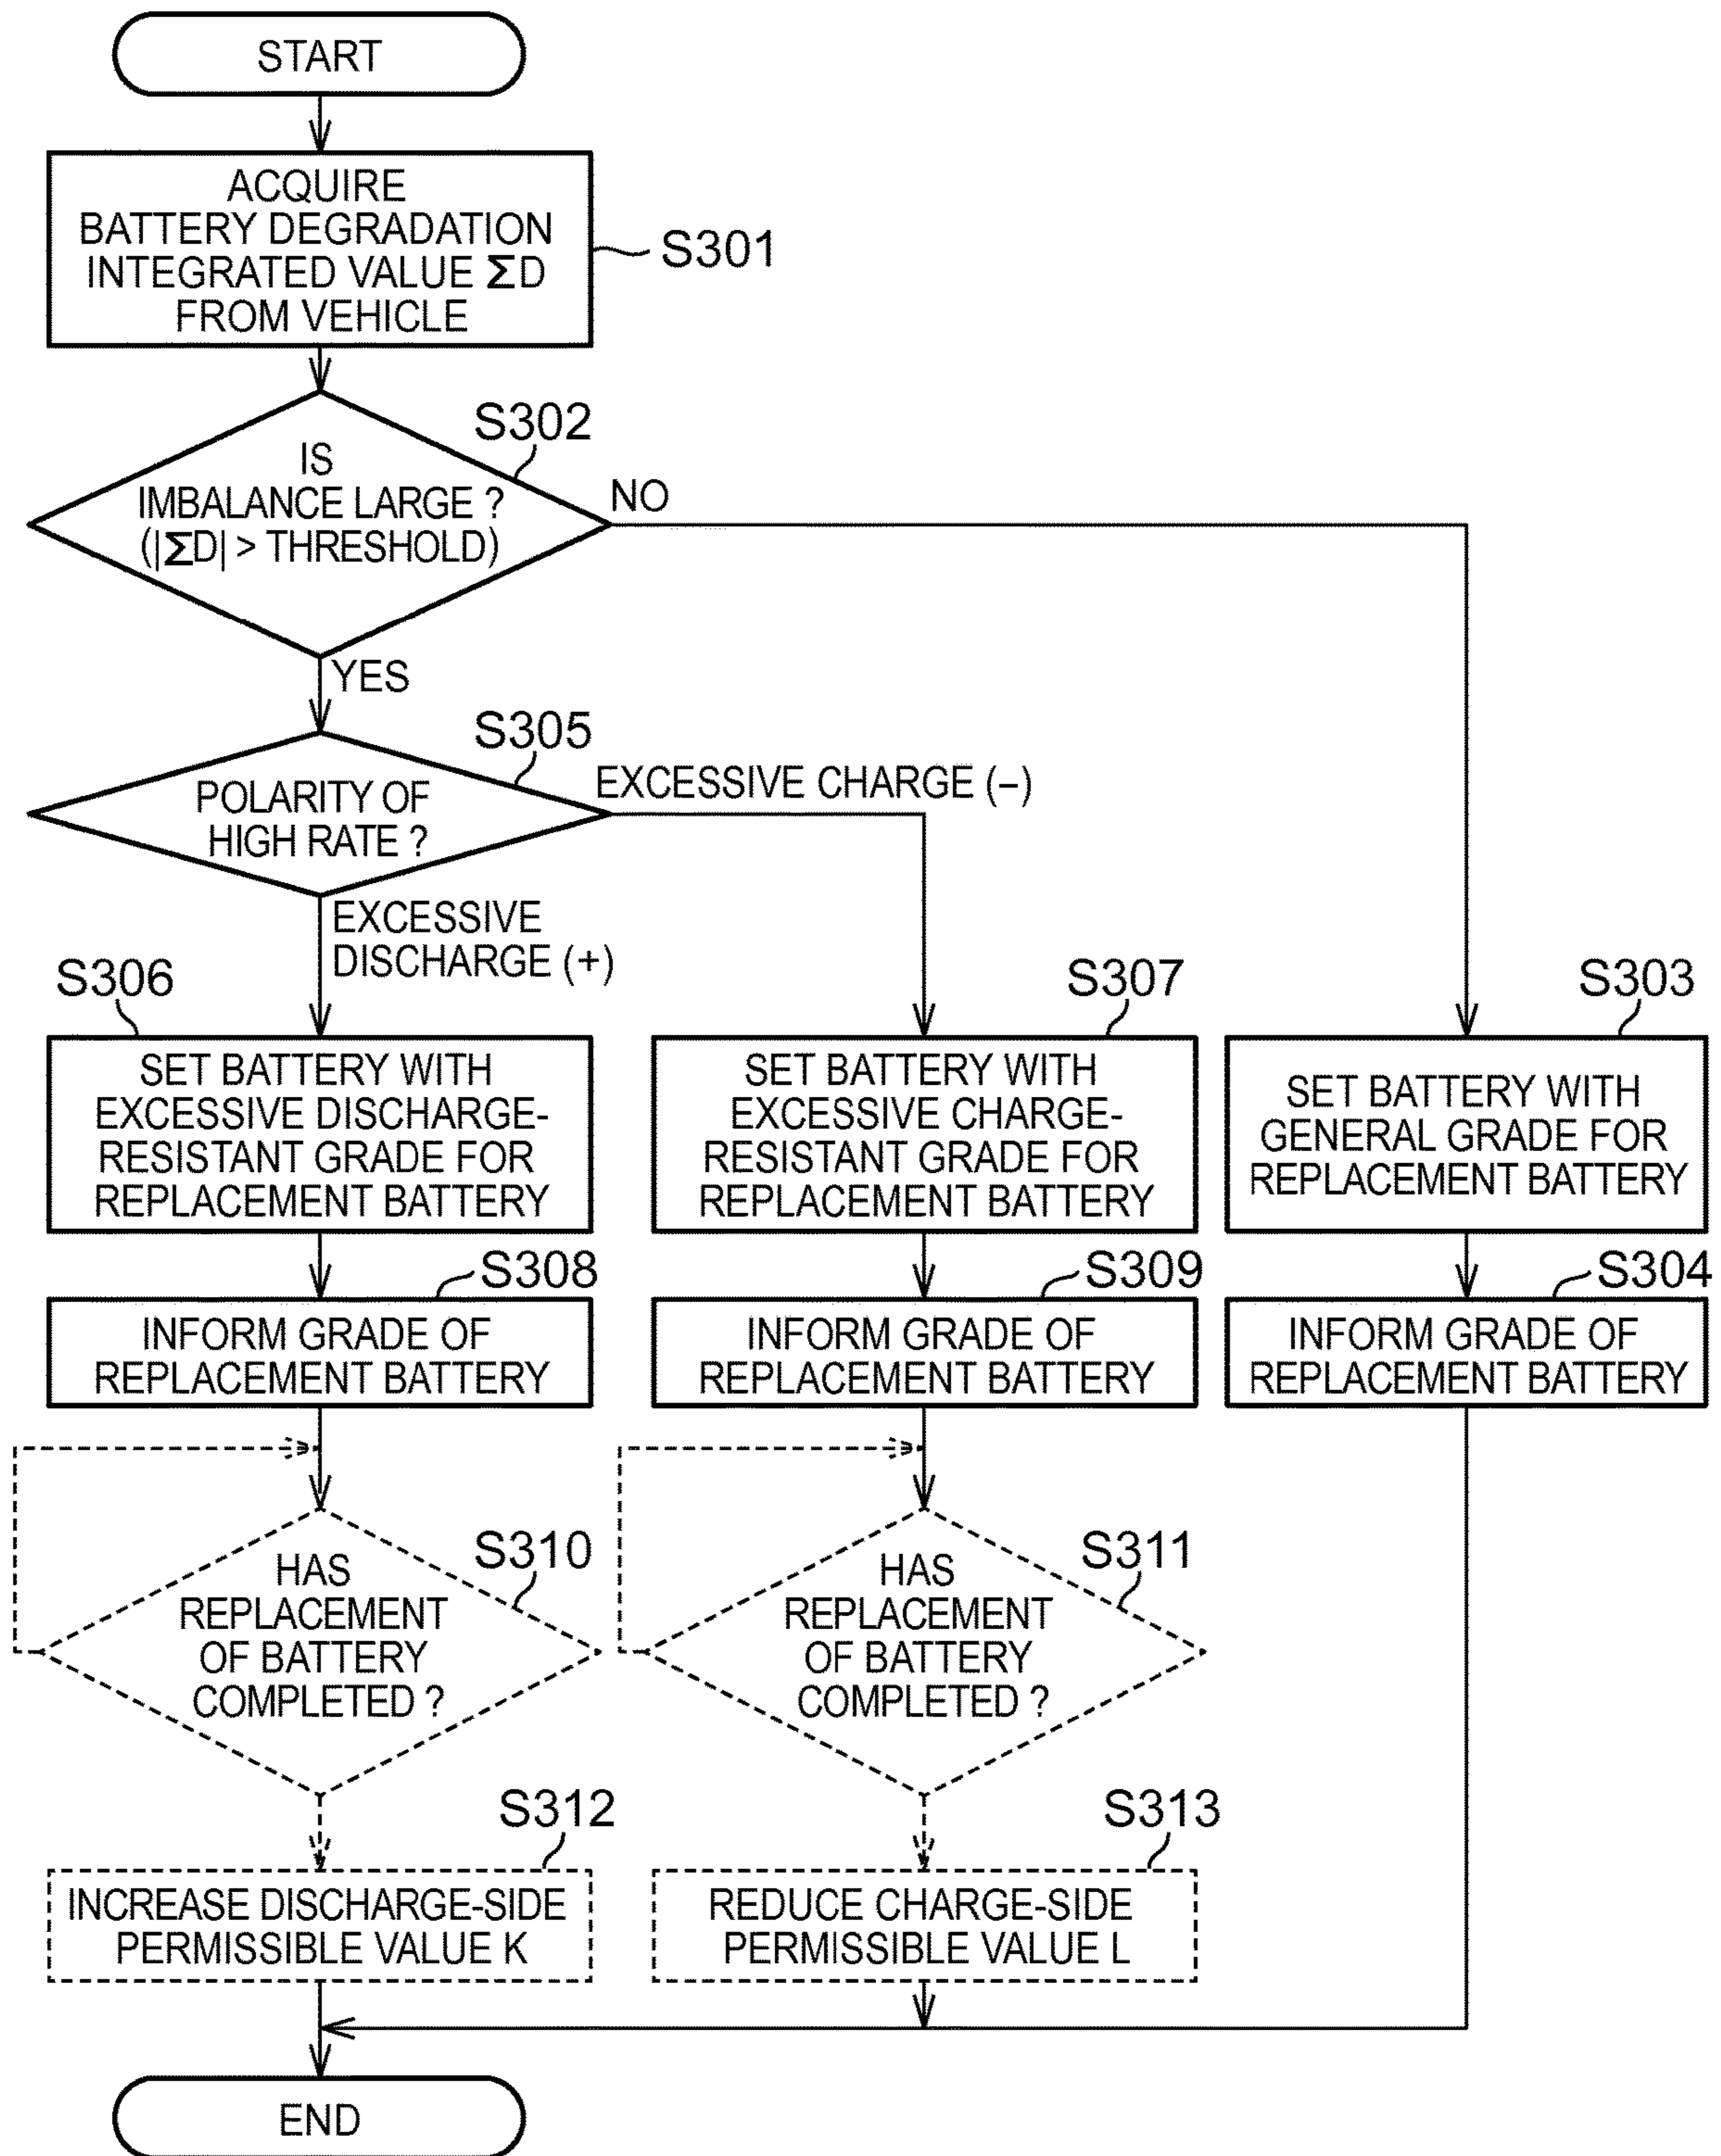 START
ACQUIRE
BATTERY DEGRADATION
INTEGRATED VALUE ΣD
FROM VEHICLE
S301
S302
IS
IMBALANCE LARGE ?
(|ΣD| > THRESHOLD)
NO
YES
S305
POLARITY OF
HIGH RATE ?
EXCESSIVE CHARGE (–)
EXCESSIVE
DISCHARGE (+)
S306
SET BATTERY WITH
EXCESSIVE DISCHARGE-
RESISTANT GRADE FOR
REPLACEMENT BATTERY
S307
SET BATTERY WITH
EXCESSIVE CHARGE-
RESISTANT GRADE FOR
REPLACEMENT BATTERY
S303
SET BATTERY WITH
GENERAL GRADE FOR
REPLACEMENT BATTERY
S308
INFORM GRADE OF
REPLACEMENT BATTERY
S309
INFORM GRADE OF
REPLACEMENT BATTERY
S304
INFORM GRADE OF
REPLACEMENT BATTERY
S310
HAS
REPLACEMENT
OF BATTERY
COMPLETED ?
S311
HAS
REPLACEMENT
OF BATTERY
COMPLETED ?
S312
INCREASE DISCHARGE-SIDE
PERMISSIBLE VALUE K
S313
REDUCE CHARGE-SIDE
PERMISSIBLE VALUE L
END